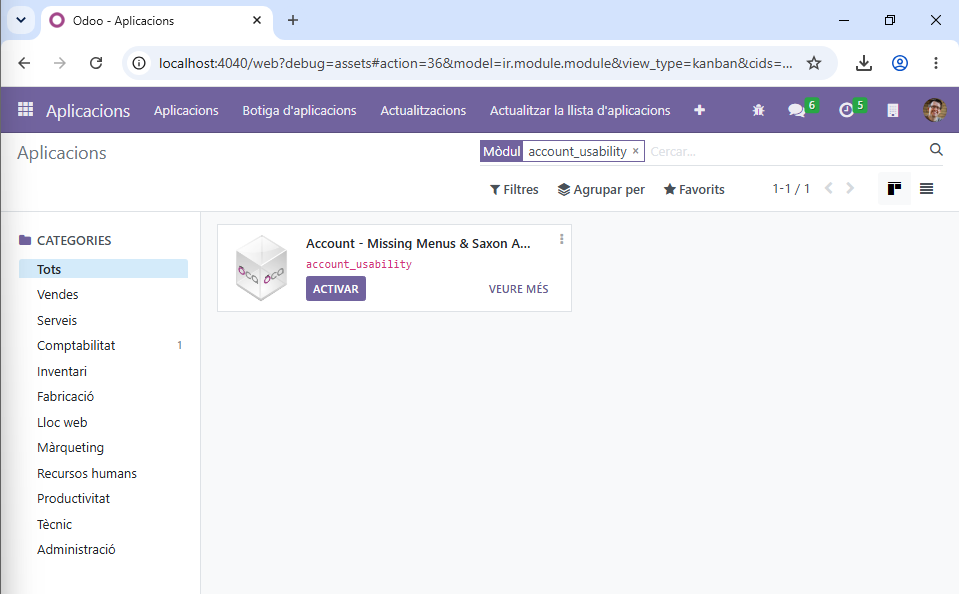 Odoo - Aplicacions
localhost:4040/web?debug=assets#action=36&model=ir.module.module&view_type=kanban&cids=...
Aplicacions Aplicacions Botiga d'aplicacions Actualitzacions Actualitzar la llista d'aplicacions 6 5
Aplicacions
Mòdul account_usability × Cercar...
Filtres Agrupar per Favorits 1-1 / 1
CATEGORIES
Tots
Vendes
Serveis
Comptabilitat 1
Inventari
Fabricació
Lloc web
Màrqueting
Recursos humans
Productivitat
Tècnic
Administració
Account - Missing Menus & Saxon A...
account_usability
ACTIVAR VEURE MÉS